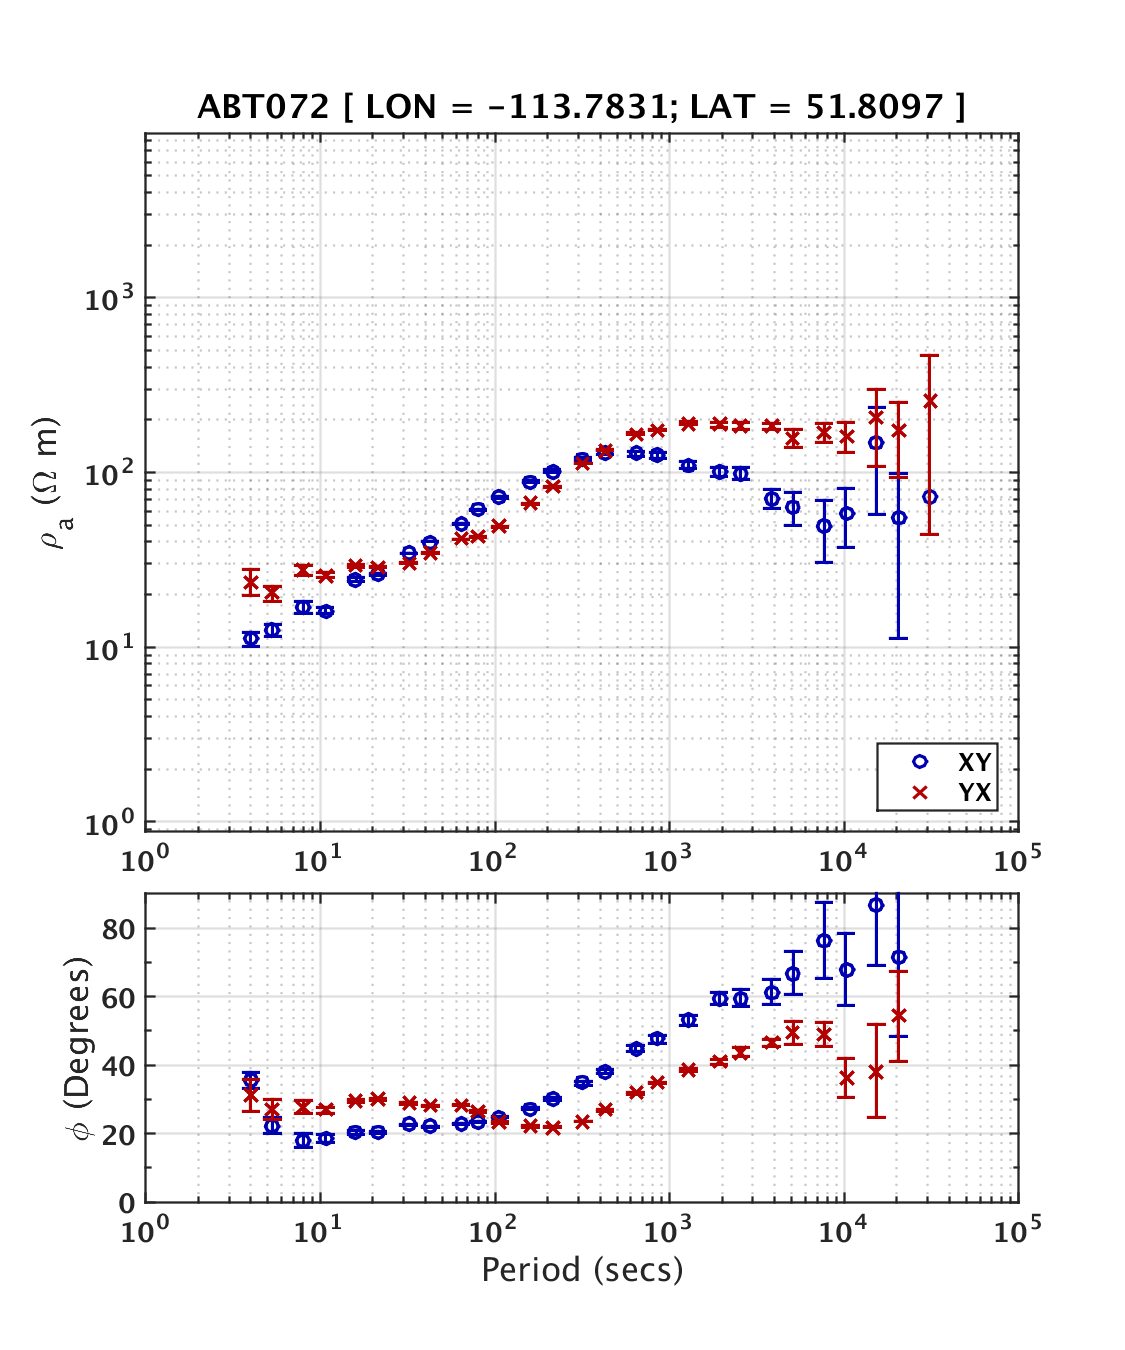 ABT072 [ LON = -113.7831; LAT = 51.8097 ]
10³
10²
10¹
10⁰
ρa (Ω m)
XY
YX
10⁰ 10¹ 10² 10³ 10⁴ 10⁵
80
60
40
20
0
ϕ (Degrees)
10⁰ 10¹ 10² 10³ 10⁴ 10⁵
Period (secs)